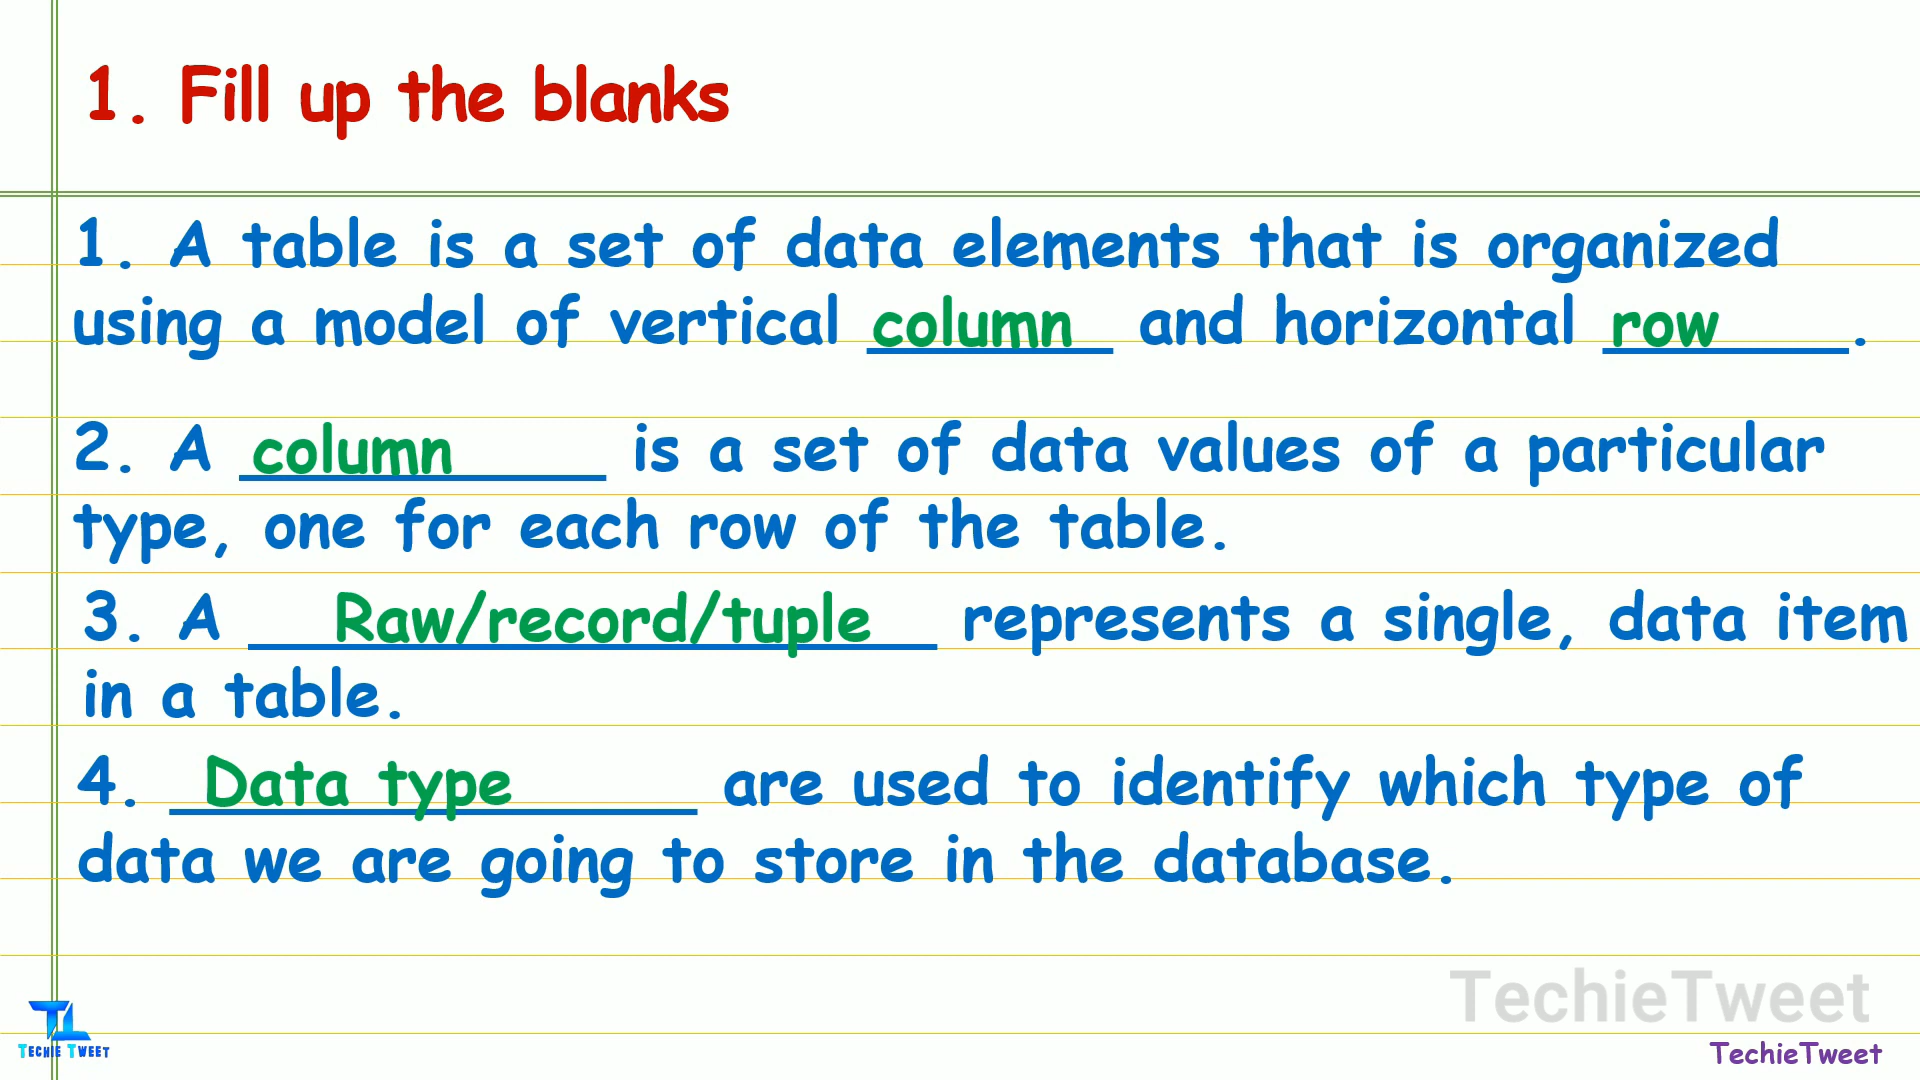 1. Fill up the blanks
1. A table is a set of data elements that is organized
using a model of vertical column and horizontal row.
2. A column is a set of data values of a particular
type, one for each row of the table.
3. A Raw/record/tuple represents a single, data item
in a table.
4. Data type are used to identify which type of
data we are going to store in the database.
TechieTweet
TECHIE TWEET
TechieTweet